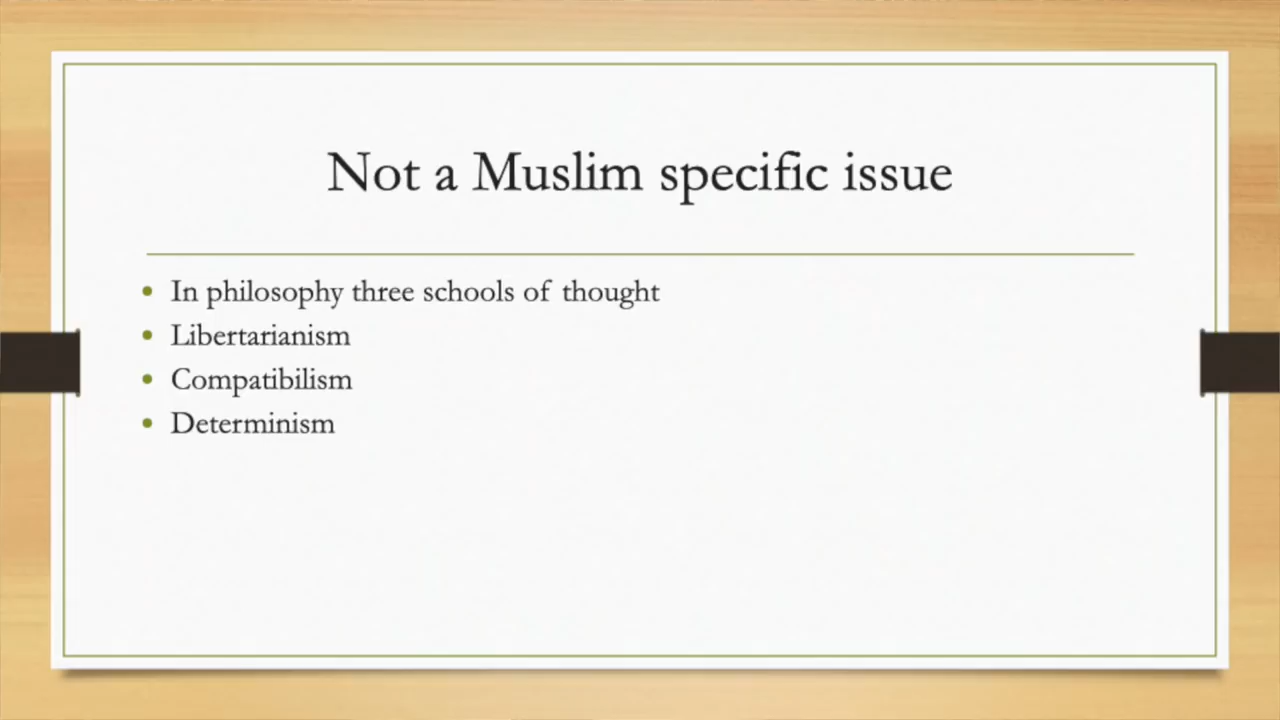 Not a Muslim specific issue
In philosophy three schools of thought
Libertarianism
Compatibilism
Determinism